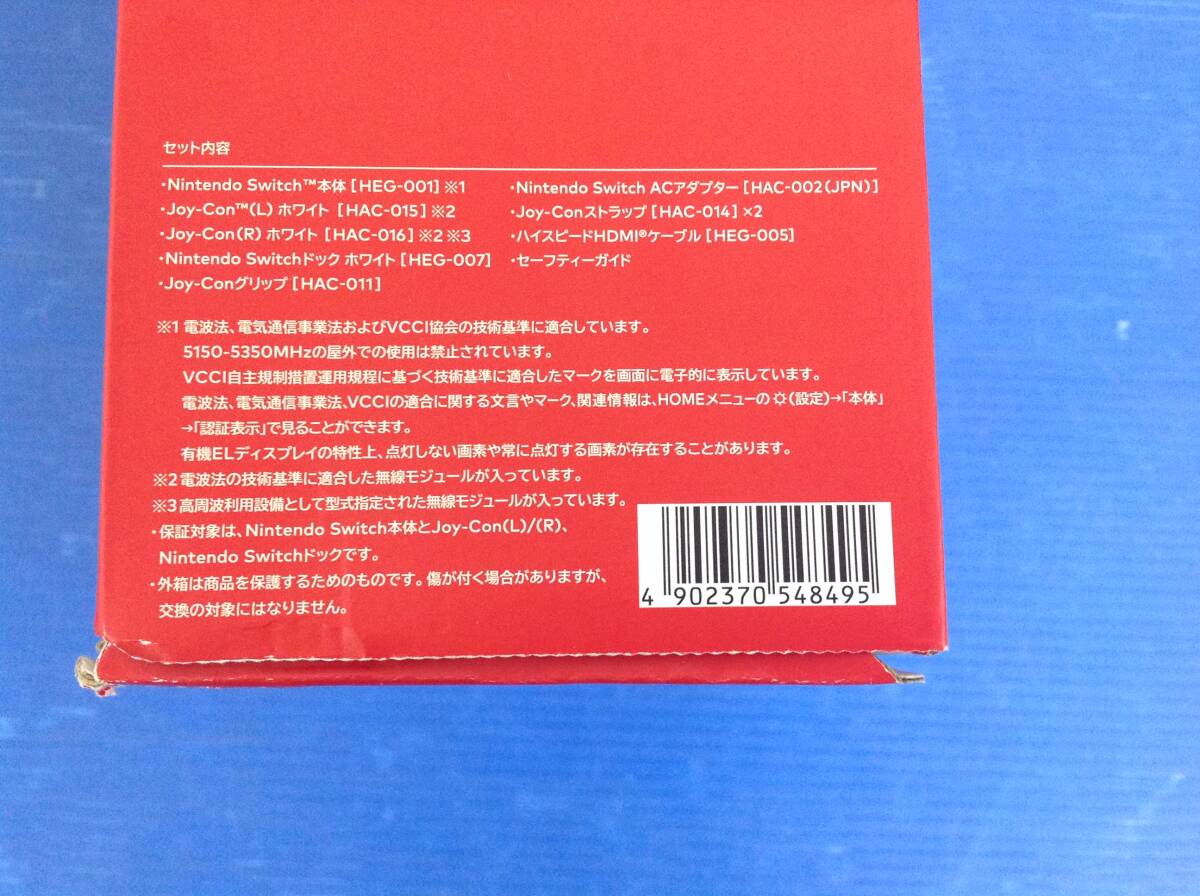 セット内容
・Nintendo Switch™本体[HEG-001]※1
・Joy-Con™(L) ホワイト [HAC-015]※2
・Joy-Con(R) ホワイト [HAC-016]※2※3
・Nintendo Switchドック ホワイト[HEG-007]
・Joy-Conグリップ[HAC-011]
・Nintendo Switch ACアダプター[HAC-002(JPN)]
・Joy-Conストラップ[HAC-014]×2
・ハイスピードHDMI®ケーブル[HEG-005]
・セーフティーガイド
※1 電波法、電気通信事業法およびVCCI協会の技術基準に適合しています。
5150-5350MHzの屋外での使用は禁止されています。
VCCI自主規制措置運用規程に基づく技術基準に適合したマークを画面に電子的に表示しています。
電波法、電気通信事業法、VCCIの適合に関する文言やマーク、関連情報は、HOMEメニューの☼(設定)→「本体」
→「認証表示」で見ることができます。
有機ELディスプレイの特性上、点灯しない画素や常に点灯する画素が存在することがあります。
※2 電波法の技術基準に適合した無線モジュールが入っています。
※3 高周波利用設備として型式指定された無線モジュールが入っています。
・保証対象は、Nintendo Switch本体とJoy-Con(L)/(R)、
Nintendo Switchドックです。
・外箱は商品を保護するためのものです。傷が付く場合がありますが、
交換の対象にはなりません。
4 902370 548495